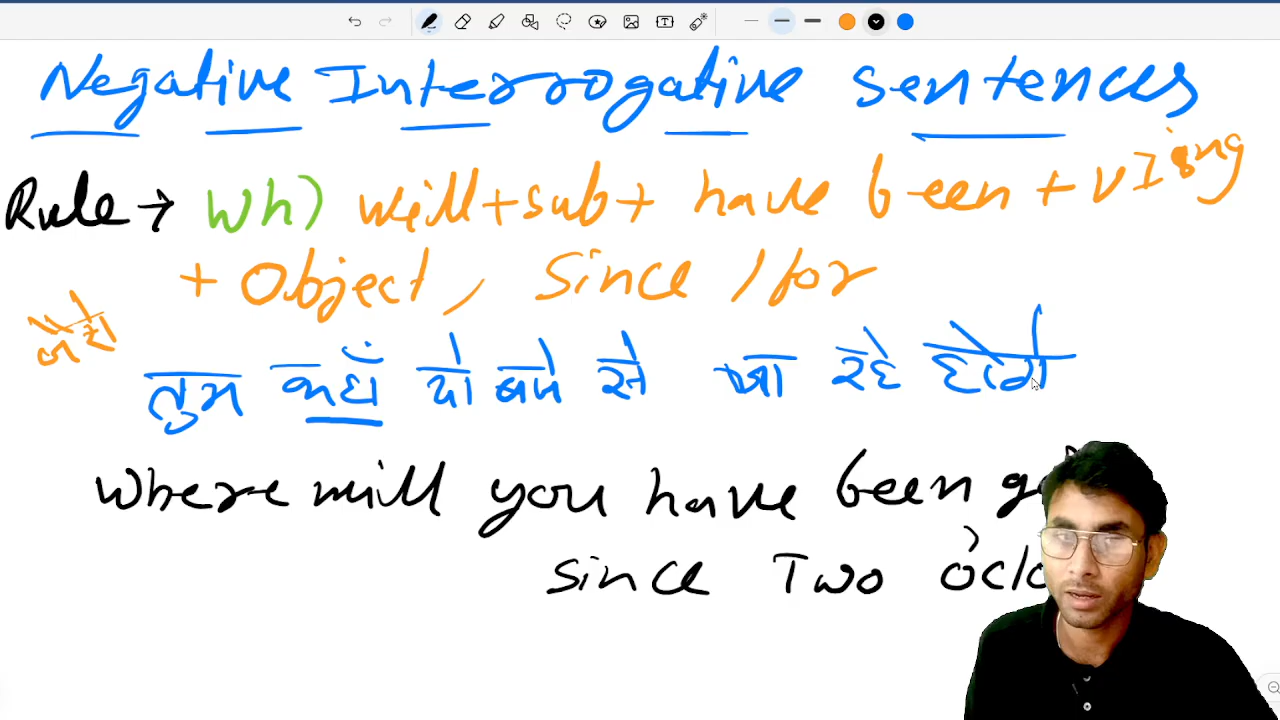 Negative Interrogative Sentences
Rule → Wh) will + sub + have been + v I ing
+ Object, Since / for
तुम कहाँ दो बजे से जा रहे होगे
where will you have been
since Two o'clo